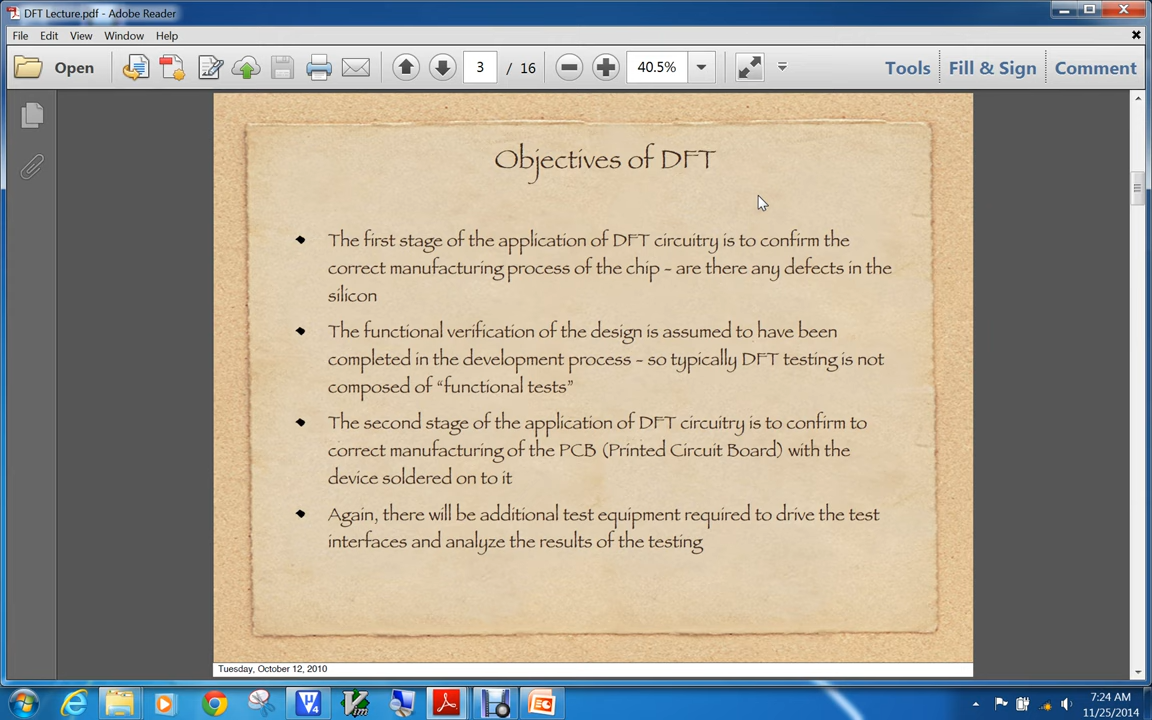 DFT Lecture.pdf - Adobe Reader
File Edit View Window Help
Open 3 / 16 40.5% Tools Fill & Sign Comment
Objectives of DFT
The first stage of the application of DFT circuitry is to confirm the
correct manufacturing process of the chip - are there any defects in the
silicon
The functional verification of the design is assumed to have been
completed in the development process - so typically DFT testing is not
composed of “functional tests”
The second stage of the application of DFT circuitry is to confirm to
correct manufacturing of the PCB (Printed Circuit Board) with the
device soldered on to it
Again, there will be additional test equipment required to drive the test
interfaces and analyze the results of the testing
Tuesday, October 12, 2010
7:24 AM
11/25/2014